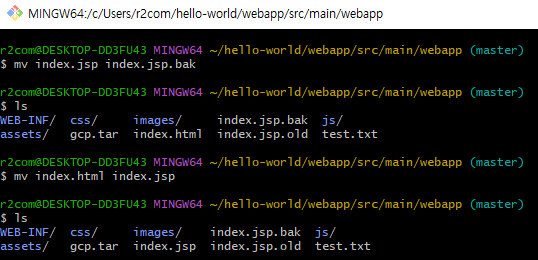 MINGW64:/c/Users/r2com/hello-world/webapp/src/main/webapp
r2com@DESKTOP-DD3FU43 MINGW64 ~/hello-world/webapp/src/main/webapp (master)
$ mv index.jsp index.jsp.bak
r2com@DESKTOP-DD3FU43 MINGW64 ~/hello-world/webapp/src/main/webapp (master)
$ ls
WEB-INF/  css/     images/     index.jsp.bak  js/
assets/   gcp.tar  index.html  index.jsp.old  test.txt
r2com@DESKTOP-DD3FU43 MINGW64 ~/hello-world/webapp/src/main/webapp (master)
$ mv index.html index.jsp
r2com@DESKTOP-DD3FU43 MINGW64 ~/hello-world/webapp/src/main/webapp (master)
$ ls
WEB-INF/  css/     images/    index.jsp.bak  js/
assets/   gcp.tar  index.jsp  index.jsp.old  test.txt